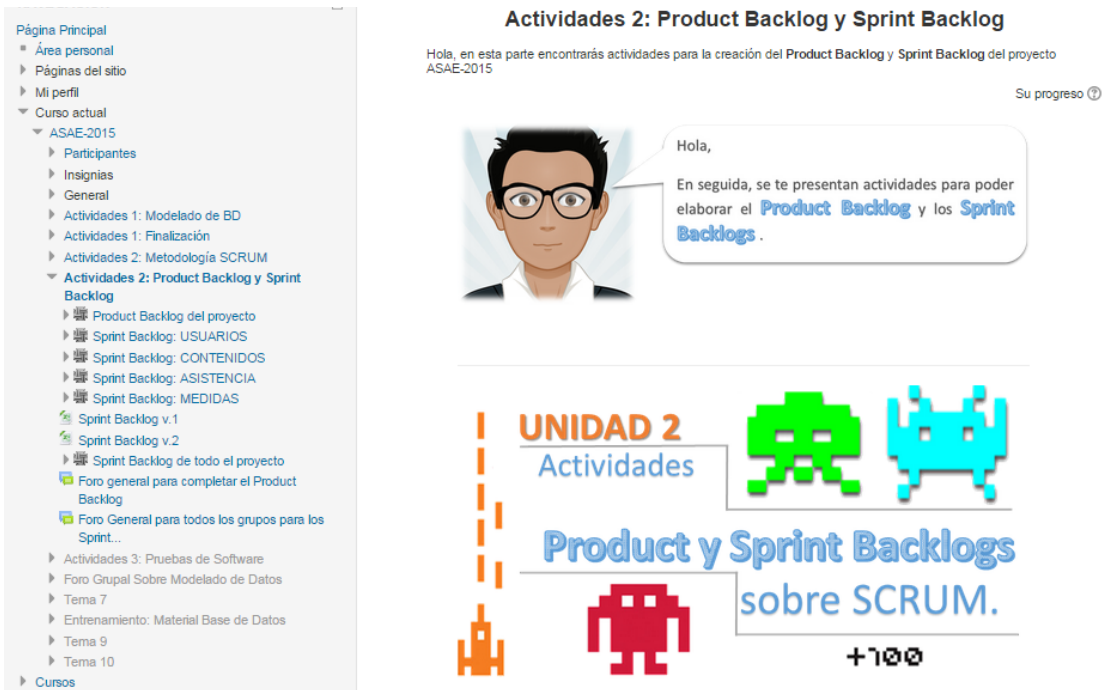 Página Principal
Área personal
Páginas del sitio
Mi perfil
Curso actual
ASAE-2015
Participantes
Insignias
General
Actividades 1: Modelado de BD
Actividades 1: Finalización
Actividades 2: Metodología SCRUM
Actividades 2: Product Backlog y Sprint
Backlog
Product Backlog del proyecto
Sprint Backlog: USUARIOS
Sprint Backlog: CONTENIDOS
Sprint Backlog: ASISTENCIA
Sprint Backlog: MEDIDAS
Sprint Backlog v.1
Sprint Backlog v.2
Sprint Backlog de todo el proyecto
Foro general para completar el Product
Backlog
Foro General para todos los grupos para los
Sprint...
Actividades 3: Pruebas de Software
Foro Grupal Sobre Modelado de Datos
Tema 7
Entrenamiento: Material Base de Datos
Tema 9
Tema 10
Cursos
Actividades 2: Product Backlog y Sprint Backlog
Hola, en esta parte encontrarás actividades para la creación del Product Backlog y Sprint Backlog del proyecto
ASAE-2015
Su progreso
Hola,
En seguida, se te presentan actividades para poder
elaborar el Product Backlog y los Sprint
Backlogs .
UNIDAD 2
Actividades
Product y Sprint Backlogs
sobre SCRUM.
+100